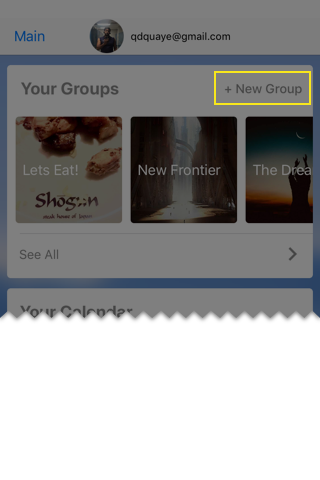 Main
qdquaye@gmail.com
Your Groups
+ New Group
Lets Eat!
New Frontier
The Drea
Shogun
See All
Your Calendar